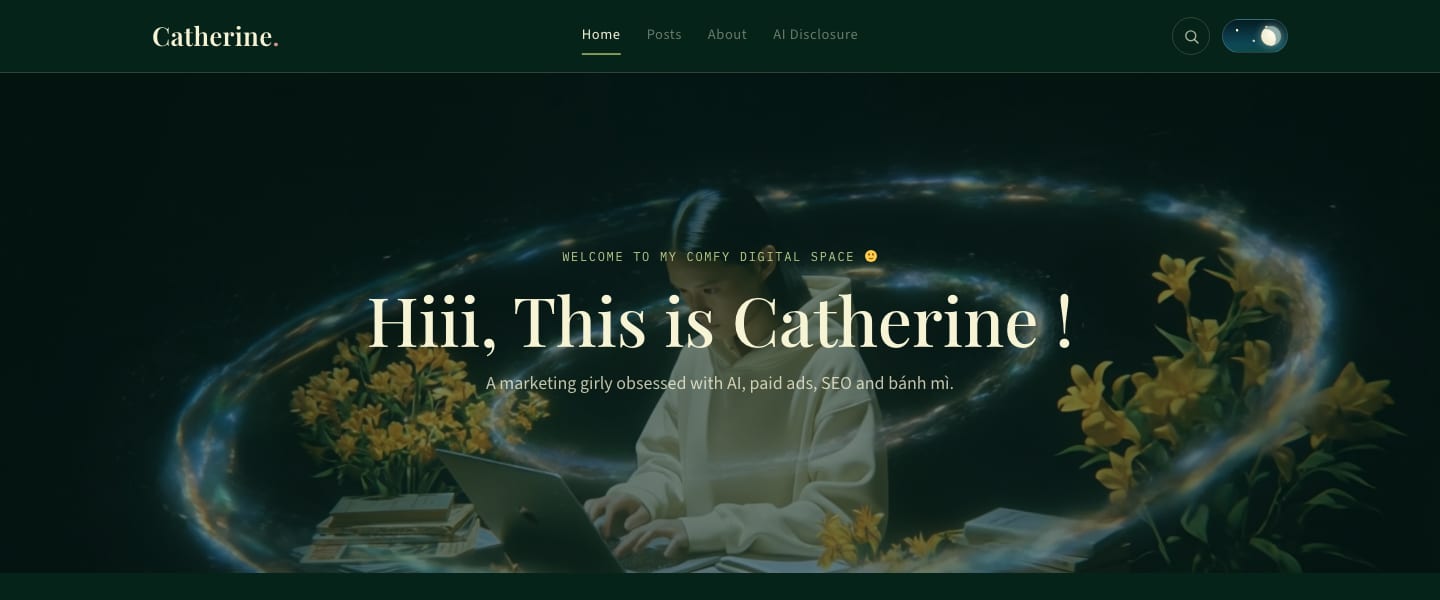 Catherine.
Home
Posts
About
AI Disclosure
WELCOME TO MY COMFY DIGITAL SPACE 🙂
Hiii, This is Catherine !
A marketing girly obsessed with AI, paid ads, SEO and bánh mì.